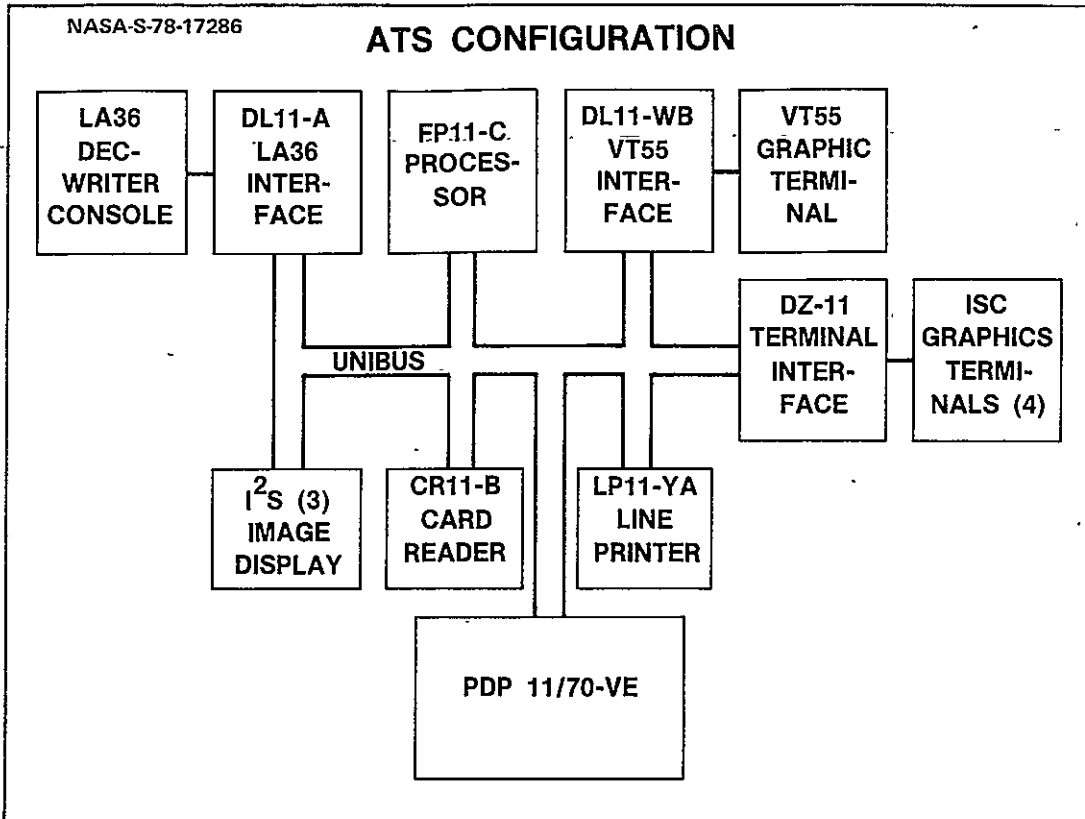 NASA-S-78-17286
ATS CONFIGURATION
LA36
DEC-
WRITER
CONSOLE
DL11-A
LA36
INTER-
FACE
FP11-C
PROCES-
SOR
DL11-WB
VT55
INTER-
FACE
VT55
GRAPHIC
TERMI-
NAL
DZ-11
TERMINAL
INTER-
FACE
ISC
GRAPHICS
TERMI-
NALS (4)
UNIBUS
I²S (3)
IMAGE
DISPLAY
CR11-B
CARD
READER
LP11-YA
LINE
PRINTER
PDP 11/70-VE